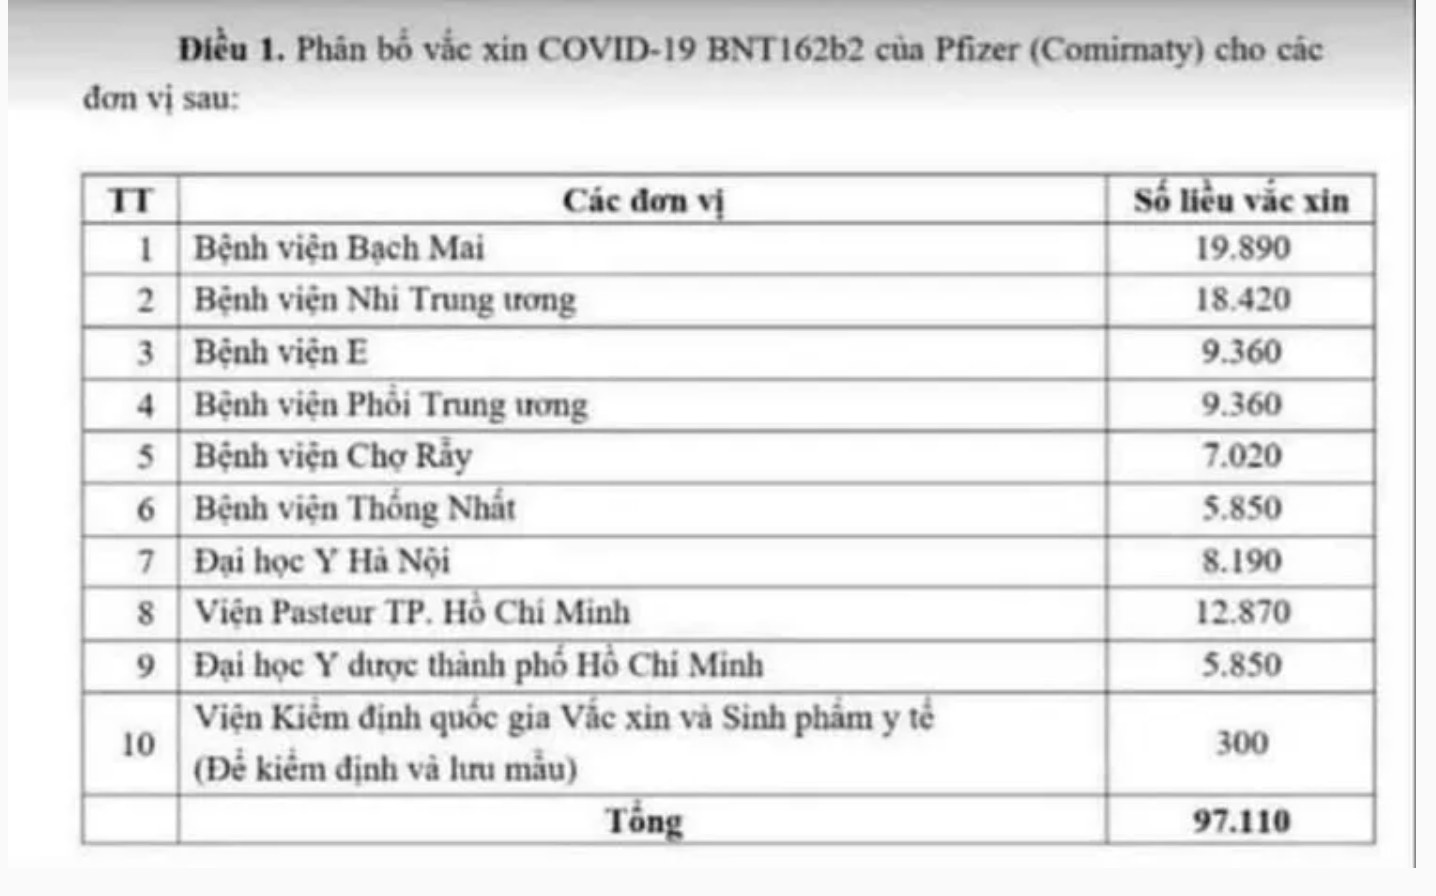 Điều 1. Phân bổ vắc xin COVID-19 BNT162b2 của Pfizer (Comirnaty) cho các
đơn vị sau:
TT Các đơn vị Số liều vắc xin
1 Bệnh viện Bạch Mai 19.890
2 Bệnh viện Nhi Trung ương 18.420
3 Bệnh viện E 9.360
4 Bệnh viện Phổi Trung ương 9.360
5 Bệnh viện Chợ Rẫy 7.020
6 Bệnh viện Thống Nhất 5.850
7 Đại học Y Hà Nội 8.190
8 Viện Pasteur TP. Hồ Chí Minh 12.870
9 Đại học Y dược thành phố Hồ Chí Minh 5.850
10 Viện Kiểm định quốc gia Vắc xin và Sinh phẩm y tế
(Để kiểm định và lưu mẫu) 300
Tổng 97.110